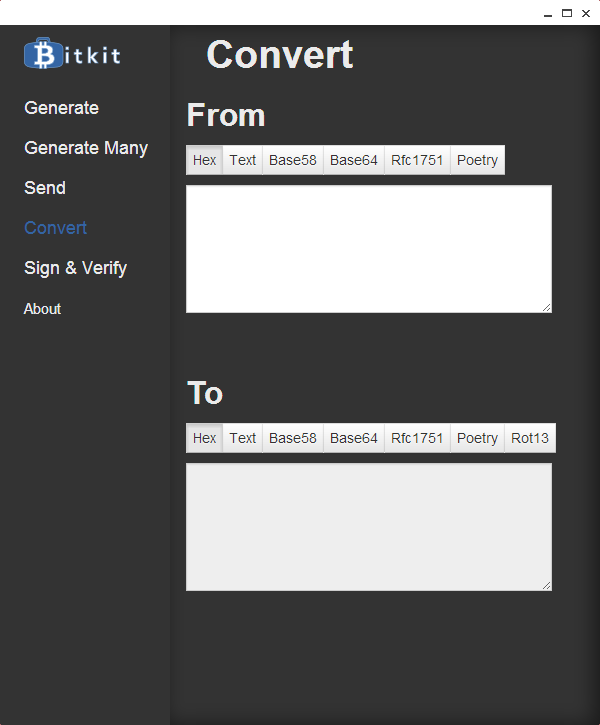 Bitkit
Convert
Generate
Generate Many
Send
Convert
Sign & Verify
About
From
Hex Text Base58 Base64 Rfc1751 Poetry
To
Hex Text Base58 Base64 Rfc1751 Poetry Rot13